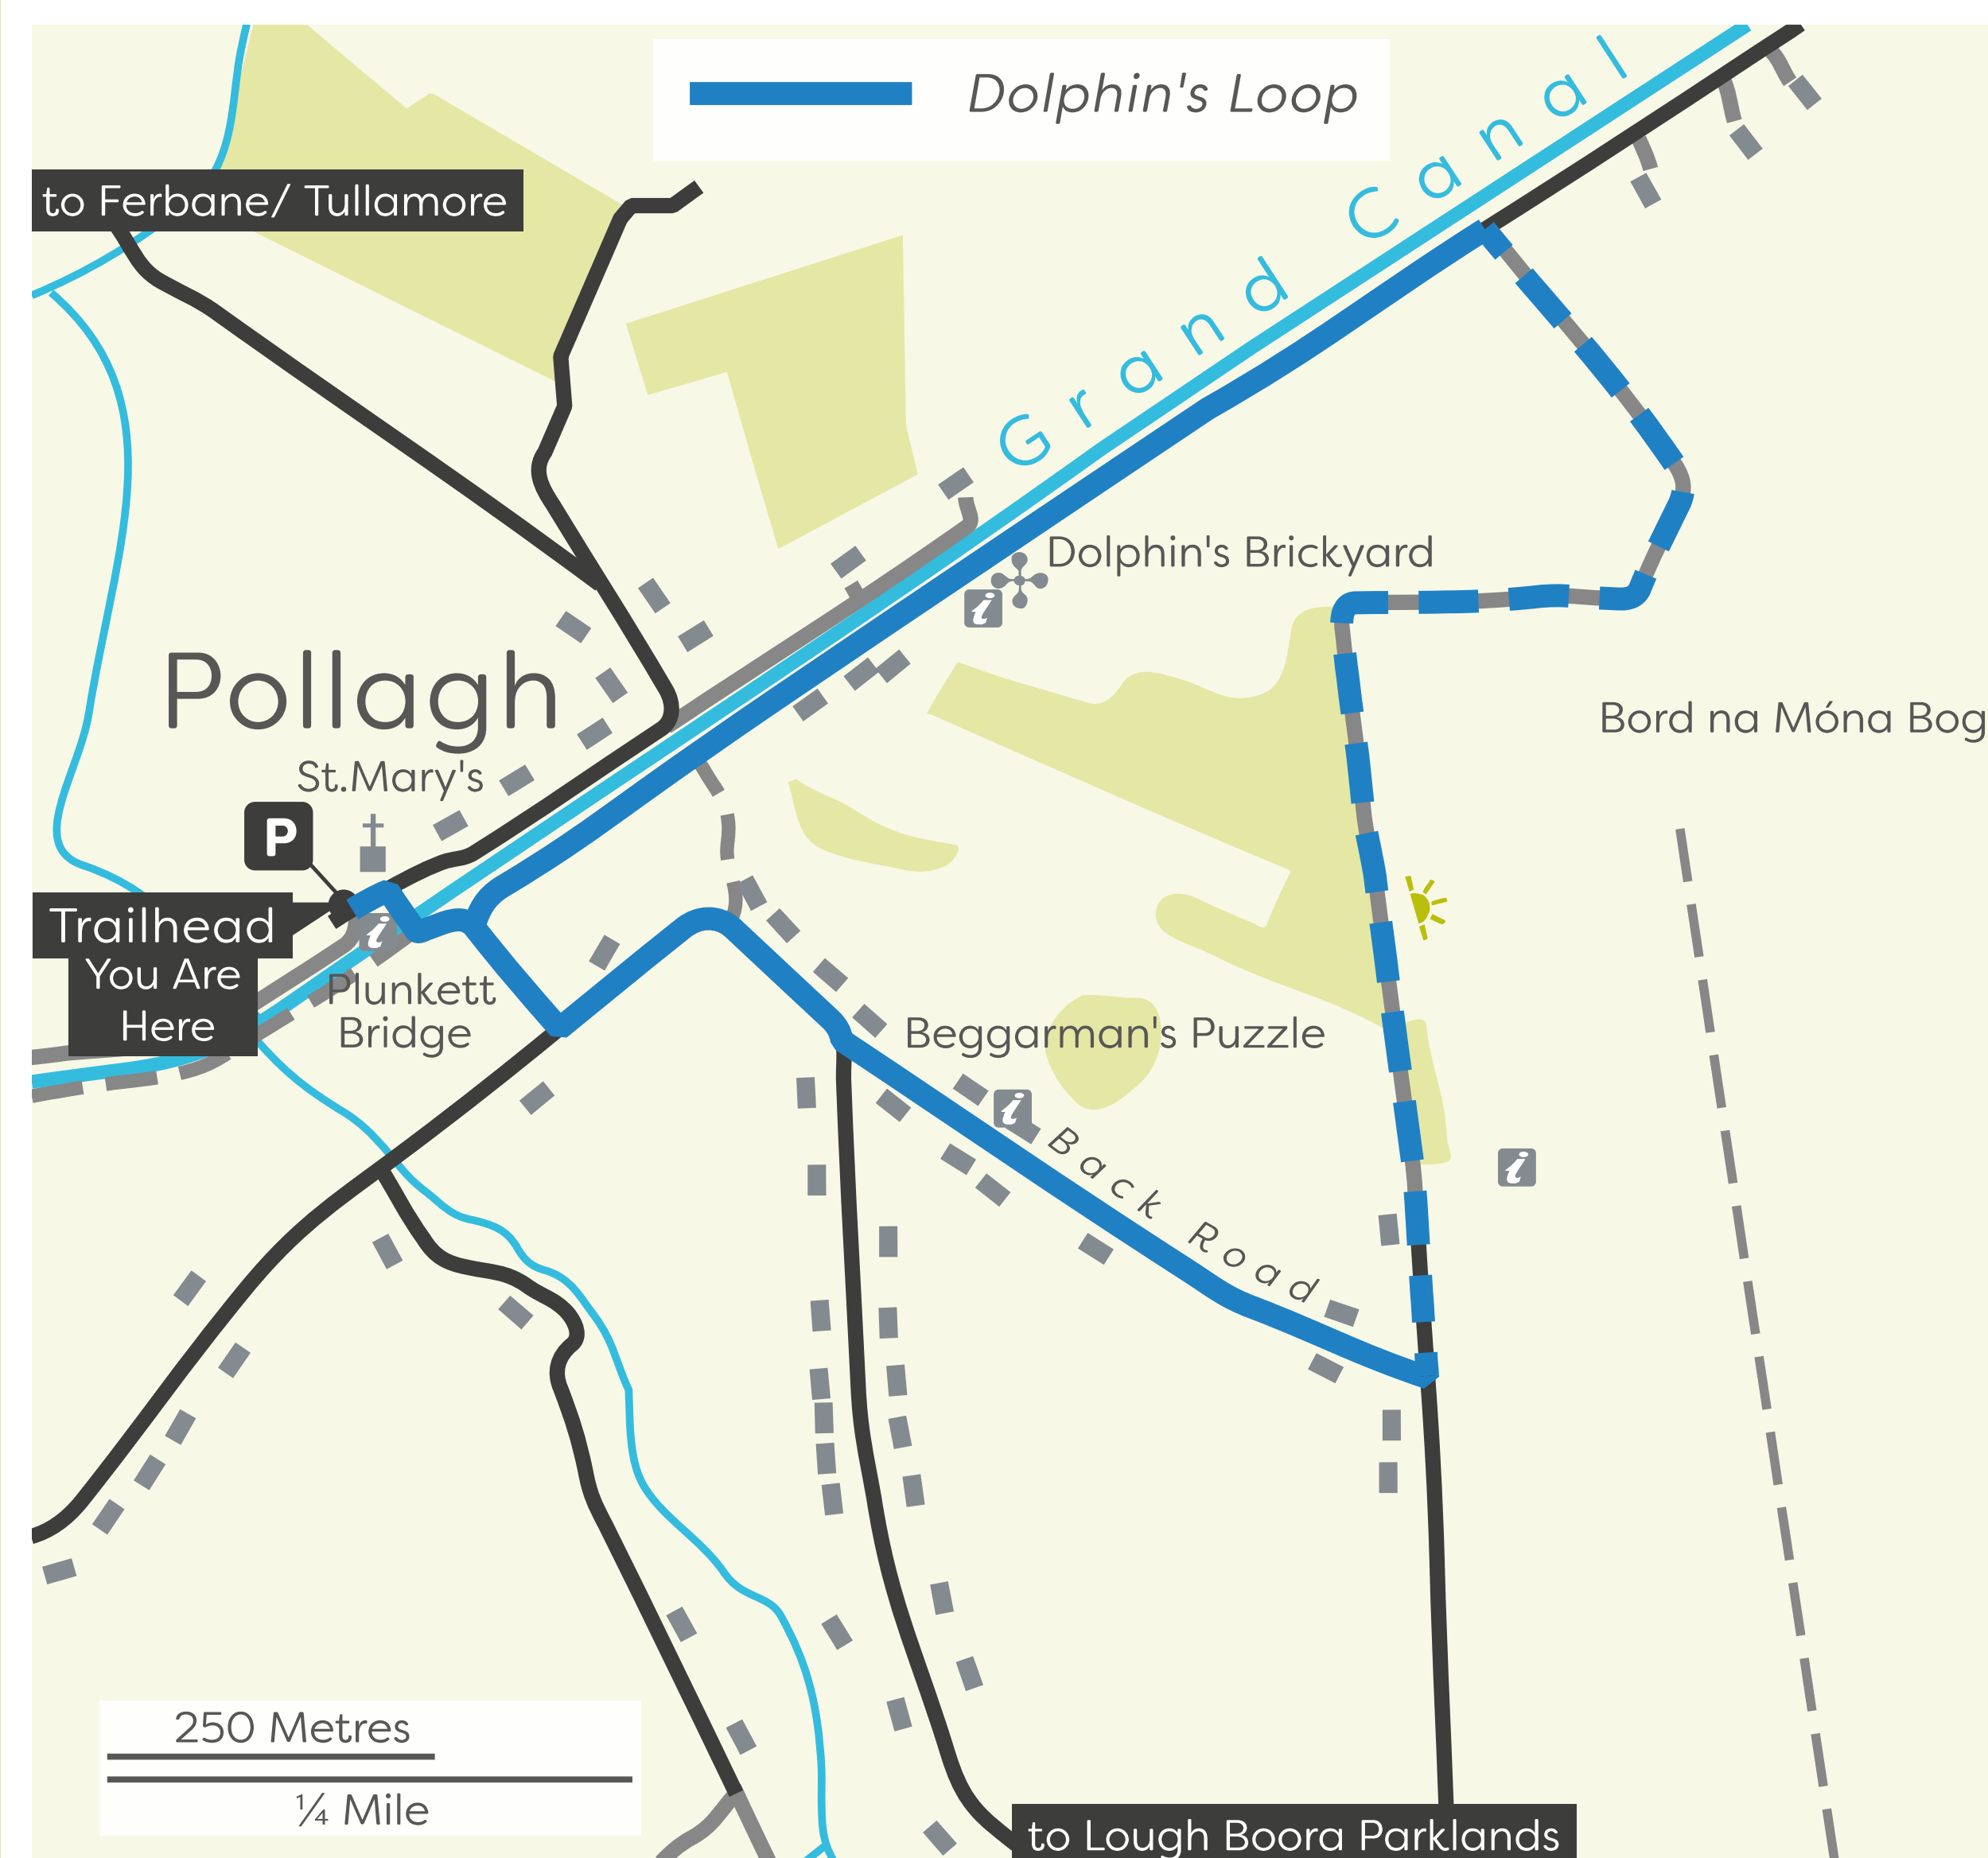 Dolphin's Loop
to Ferbane/ Tullamore
Grand Canal
Dolphin's Brickyard
i
Pollagh
Bord na Móna Bog
St.Mary's
P
Trailhead
i
You Are
Here
Plunkett
Bridge
Beggarman's Puzzle
i
Back Road
i
250 Metres
¼ Mile
to Lough Boora Parklands